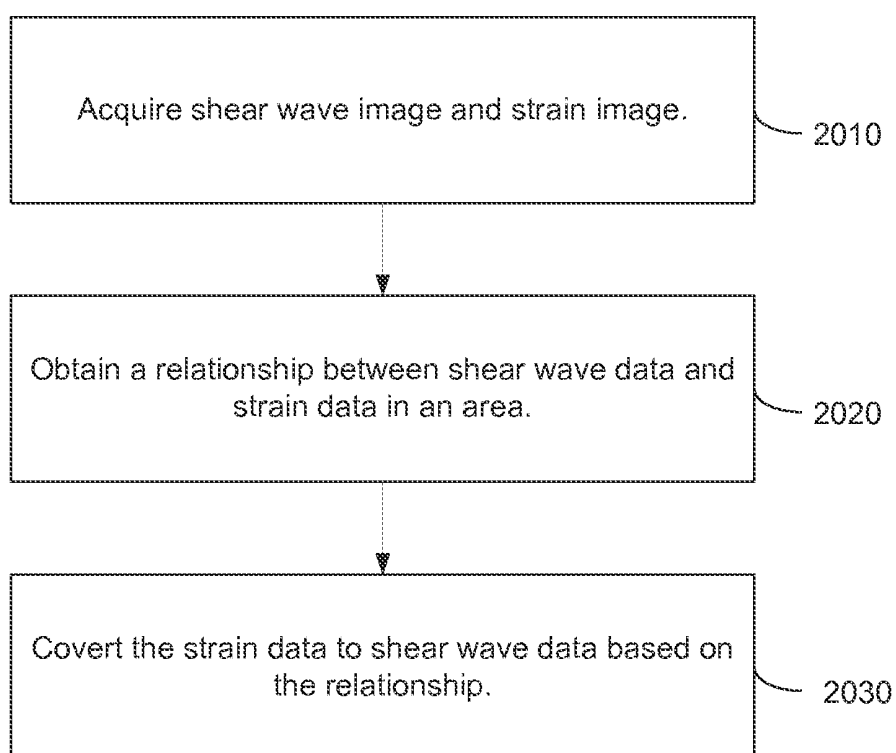 Acquire shear wave image and strain image.
2010
Obtain a relationship between shear wave data and
strain data in an area.
2020
Covert the strain data to shear wave data based on
the relationship.
2030